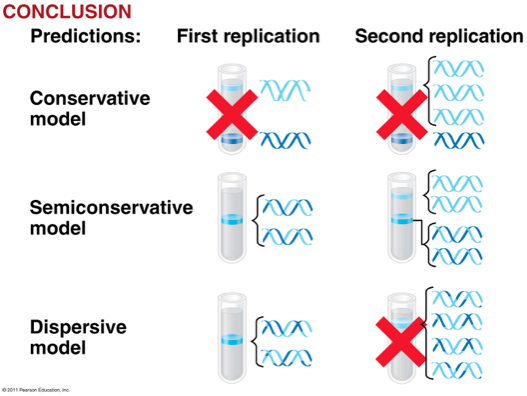 CONCLUSION
Predictions: First replication Second replication
Conservative
model
Semiconservative
model
Dispersive
model
© 2011 Pearson Education, Inc.